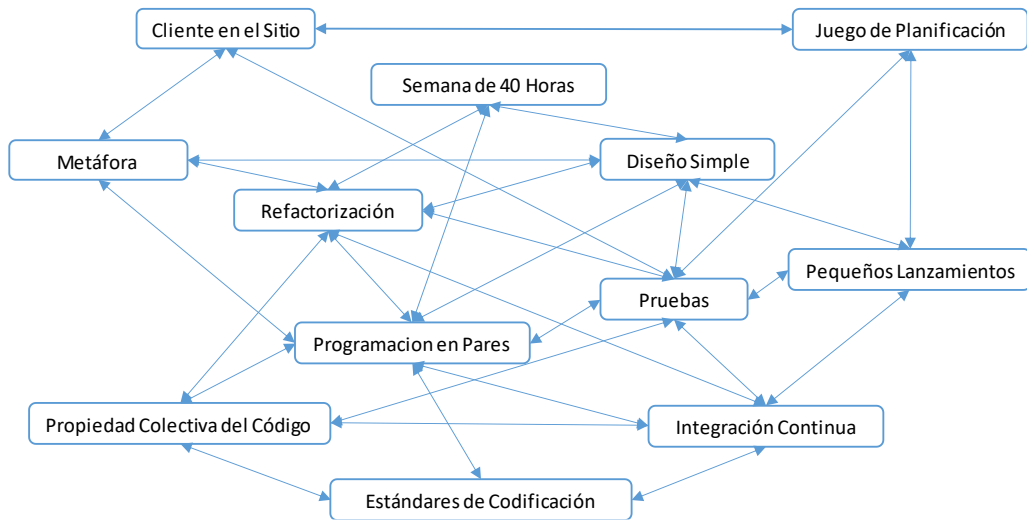 Cliente en el Sitio
Juego de Planificación
Semana de 40 Horas
Metáfora
Diseño Simple
Refactorización
Pequeños Lanzamientos
Pruebas
Programacion en Pares
Propiedad Colectiva del Código
Integración Continua
Estándares de Codificación